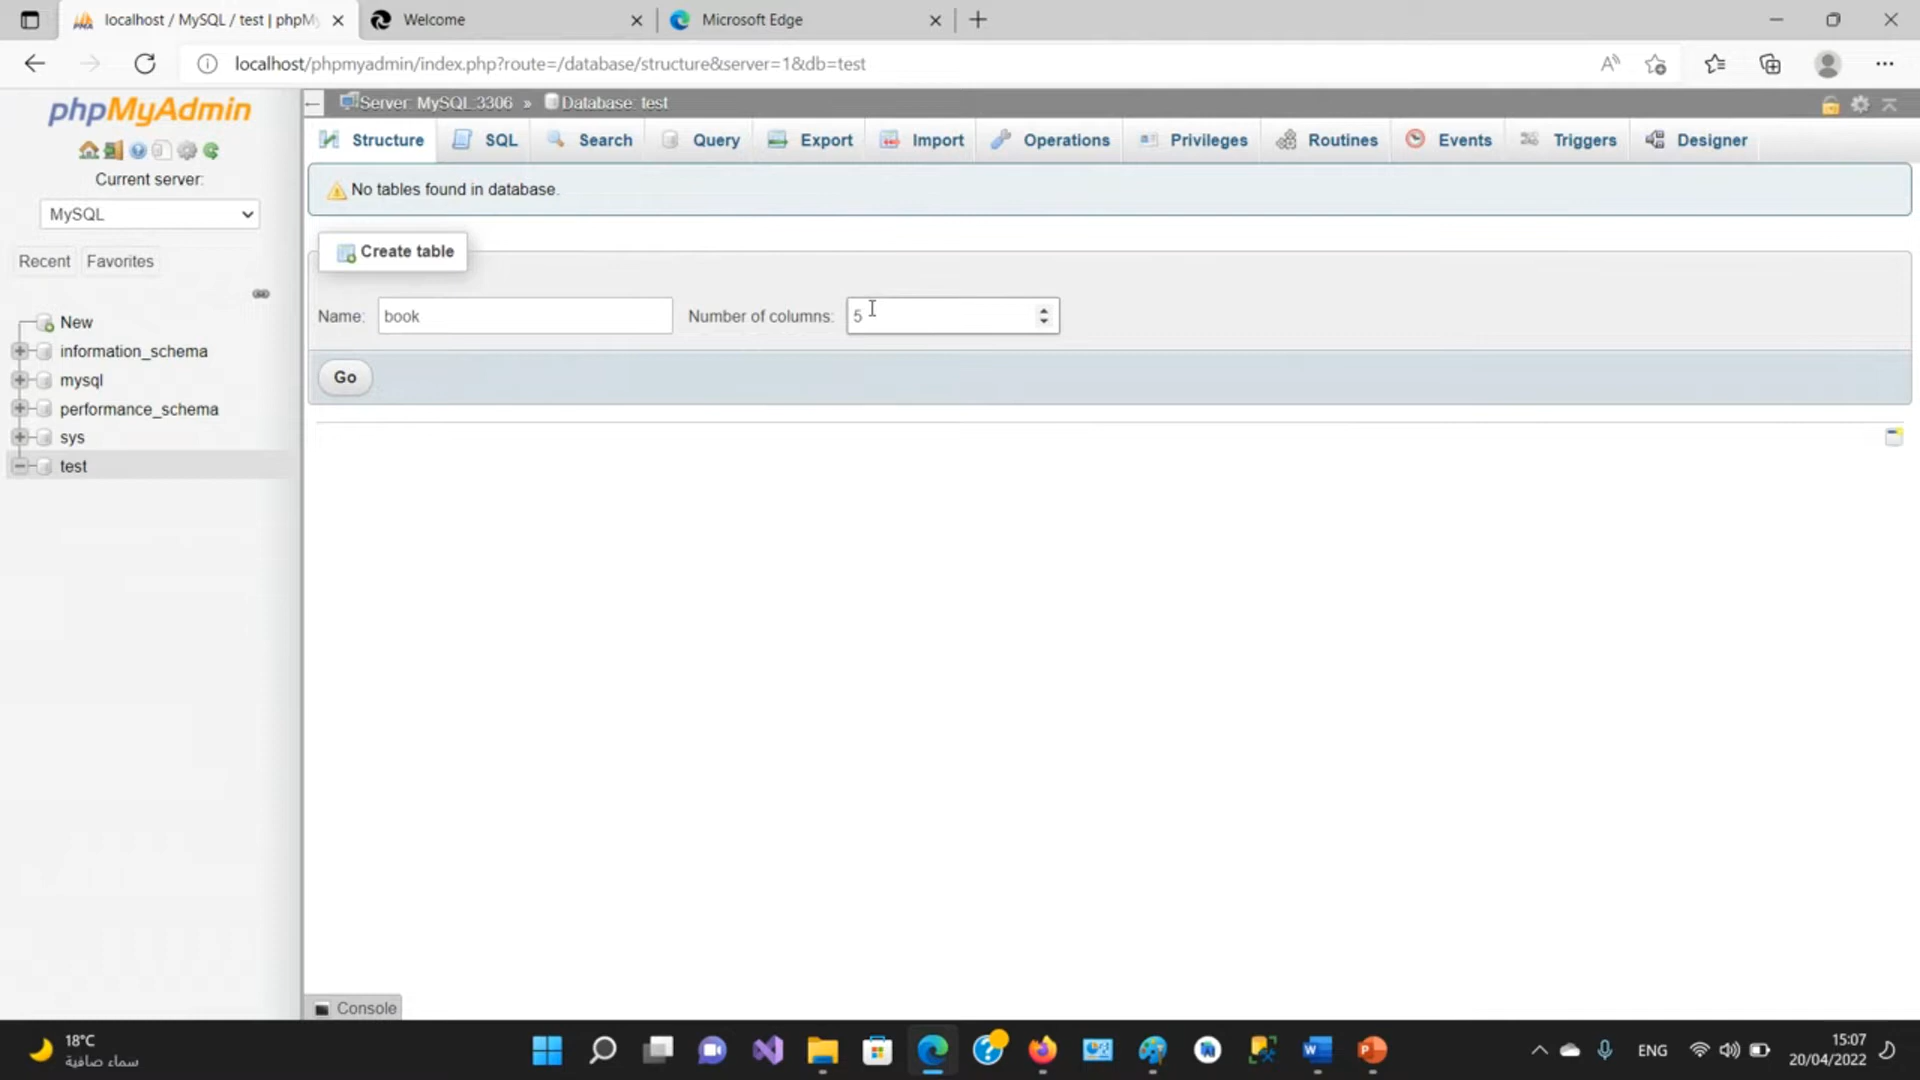 localhost / MySQL / test | phpMy
Welcome
Microsoft Edge
localhost/phpmyadmin/index.php?route=/database/structure&server=1&db=test
phpMyAdmin
Current server:
MySQL
Recent
Favorites
New
information_schema
mysql
performance_schema
sys
test
Server: MySQL:3306 » Database: test
Structure
SQL
Search
Query
Export
Import
Operations
Privileges
Routines
Events
Triggers
Designer
No tables found in database.
Create table
Name: book
Number of columns: 5
Go
Console
18°C
سماء صافية
ENG
15:07
20/04/2022